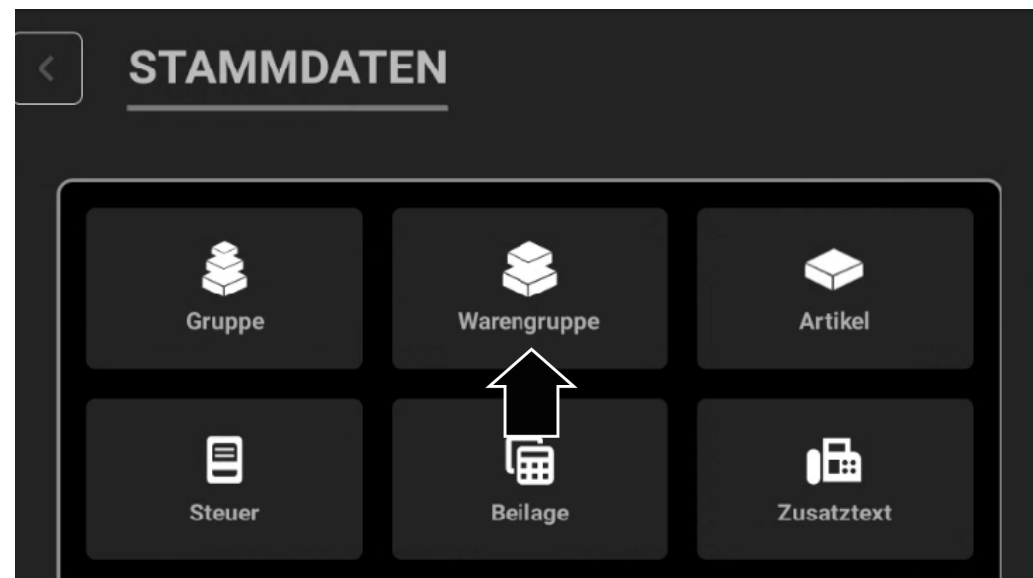 STAMMDATEN
Gruppe
Warengruppe
Artikel
Steuer
Beilage
Zusatztext